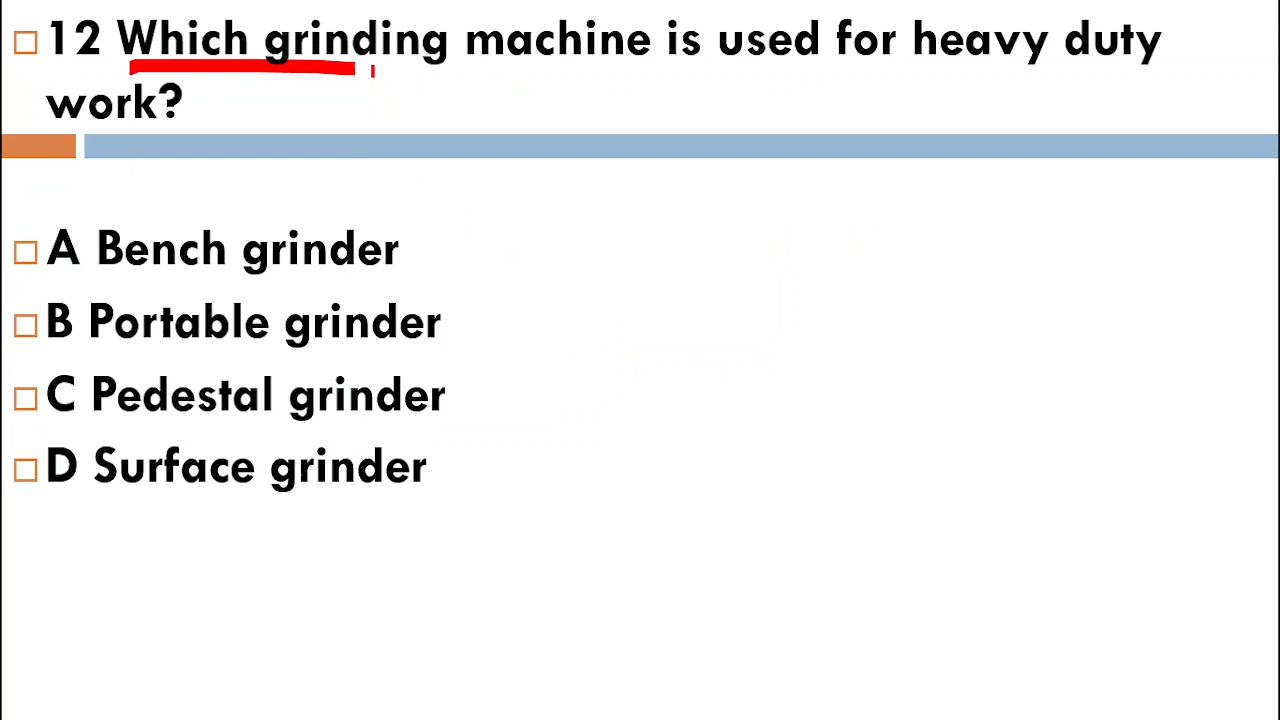 12 Which grinding machine is used for heavy duty
work?
A Bench grinder
B Portable grinder
C Pedestal grinder
D Surface grinder